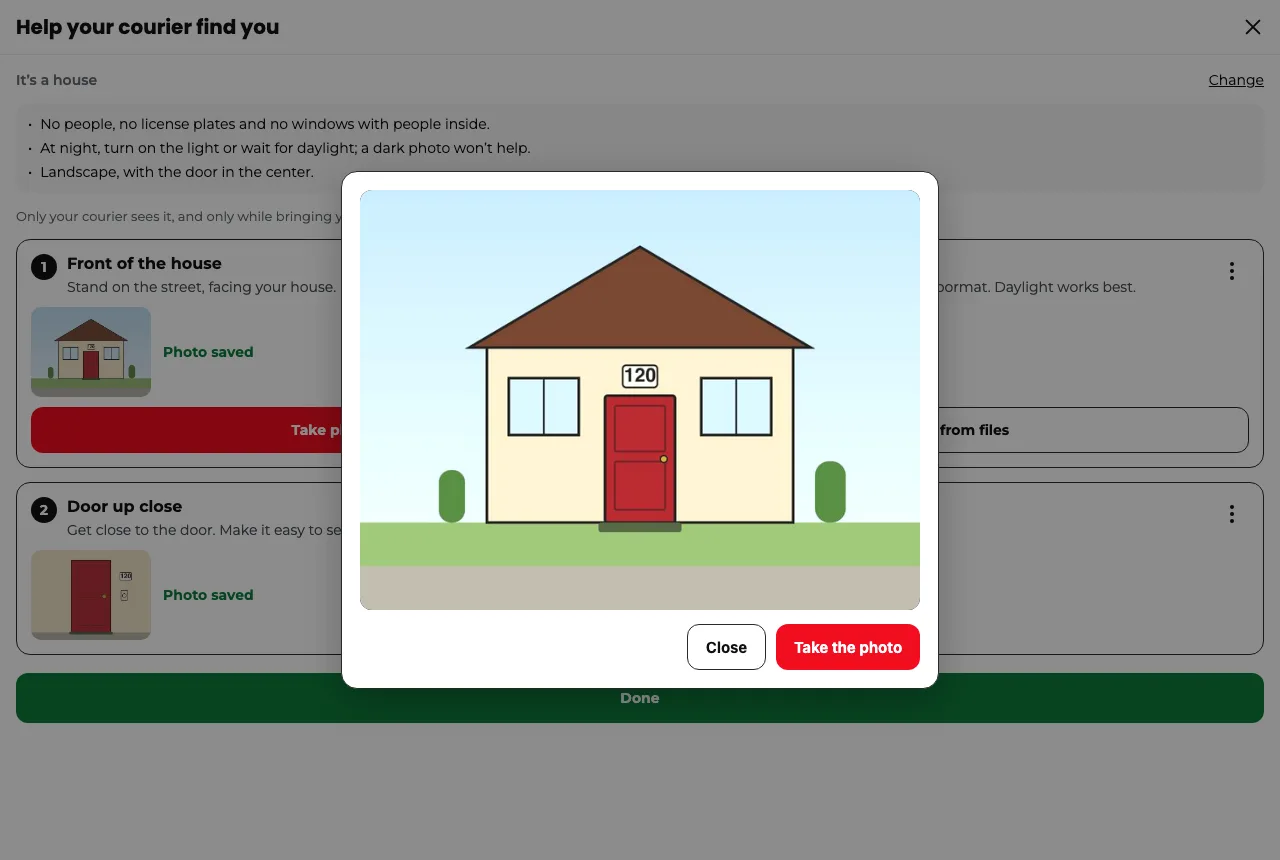 Help your courier find you
It’s a house
Change
• No people, no license plates and no windows with people inside.
• At night, turn on the light or wait for daylight; a dark photo won’t help.
• Landscape, with the door in the center.
Only your courier sees it, and only while bringing
1
Front of the house
Stand on the street, facing your house.
Daylight works best.
120
Photo saved
Take
from files
2
Door up close
Get close to the door. Make it easy to
120
Photo saved
120
Close
Take the photo
Done